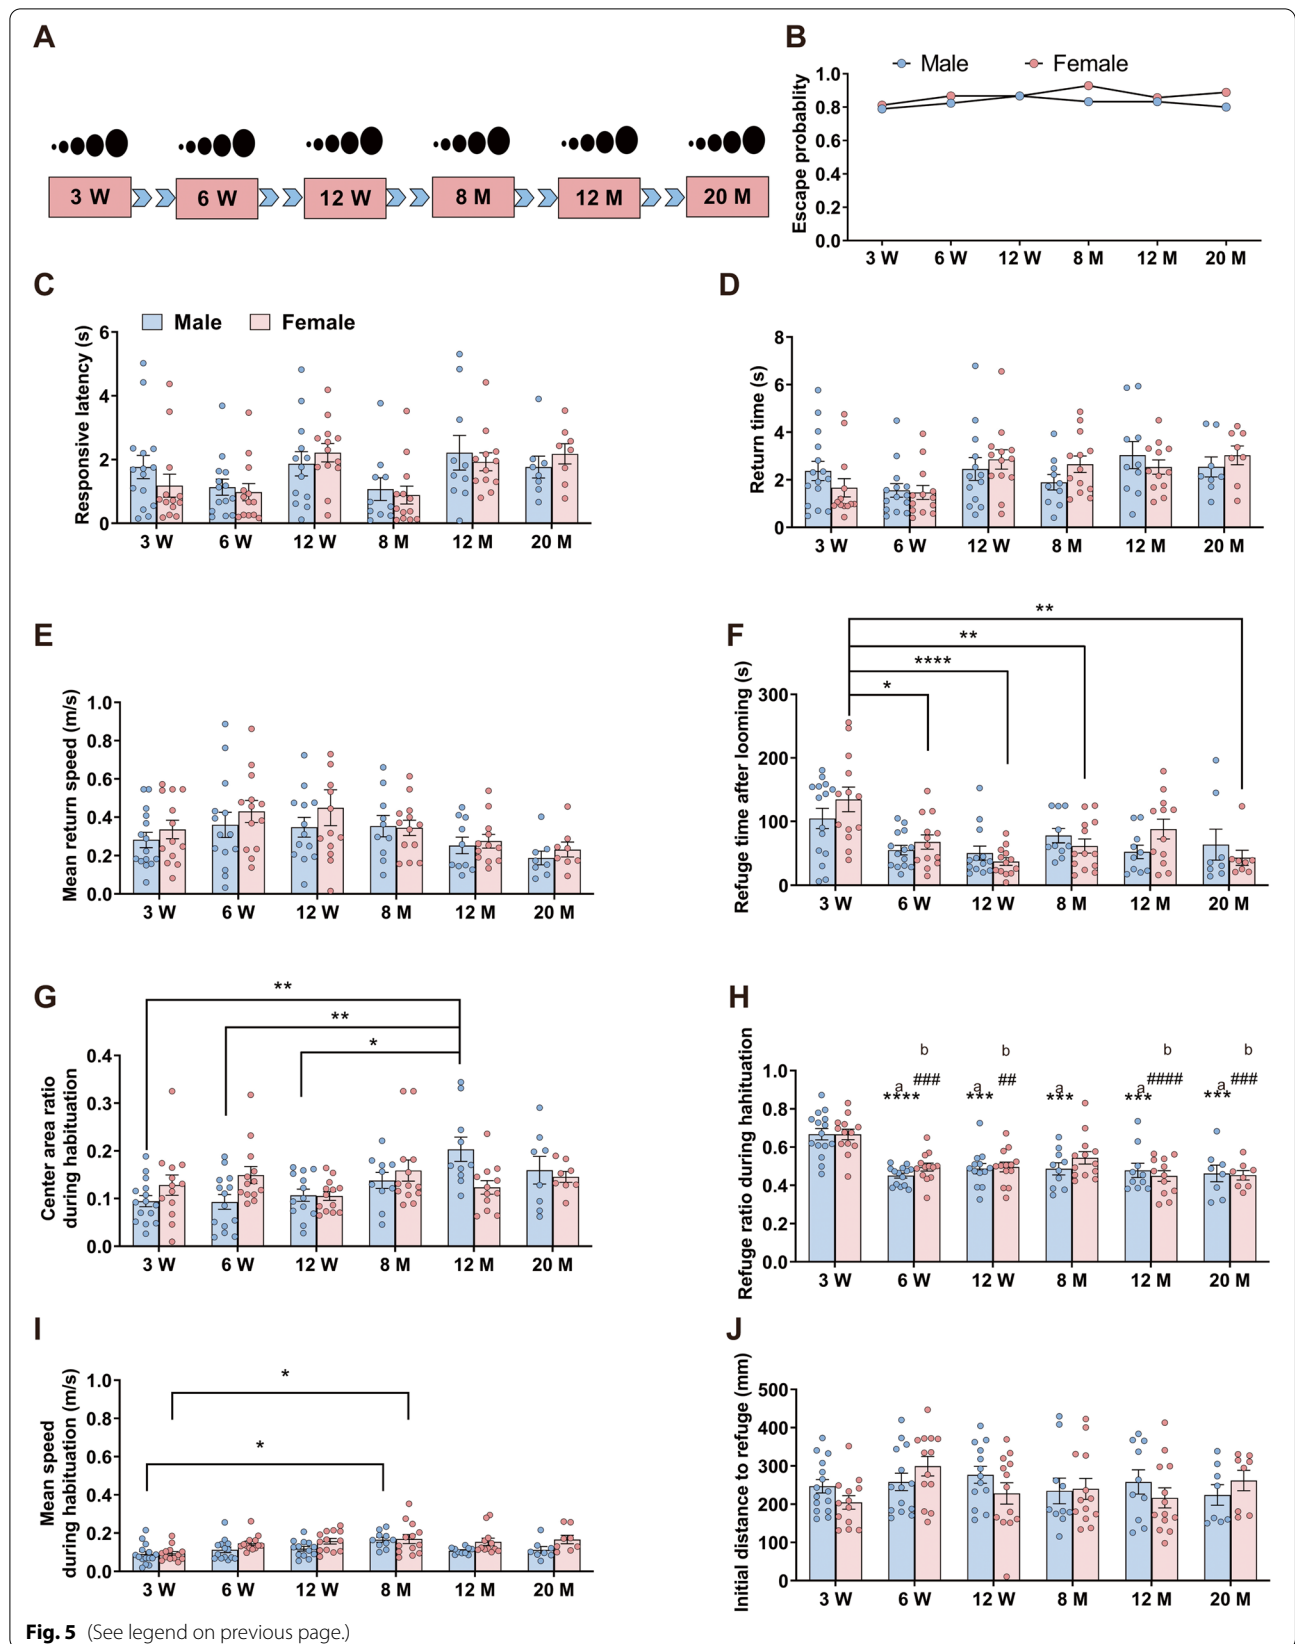 A
3 W 6 W 12 W 8 M 12 M 20 M
B
Male Female
Escape probablity
1.0
0.8
0.6
0.4
0.2
0.0
3 W 6 W 12 W 8 M 12 M 20 M
C
Male Female
Responsive latency (s)
6
4
2
0
3 W 6 W 12 W 8 M 12 M 20 M
D
Return time (s)
8
6
4
2
0
3 W 6 W 12 W 8 M 12 M 20 M
E
Mean return speed (m/s)
1.0
0.8
0.6
0.4
0.2
0.0
3 W 6 W 12 W 8 M 12 M 20 M
F
Refuge time after looming (s)
**
**
****
*
300
200
100
0
3 W 6 W 12 W 8 M 12 M 20 M
G
Center area ratio
during habituation
**
**
*
0.4
0.3
0.2
0.1
0.0
3 W 6 W 12 W 8 M 12 M 20 M
H
Refuge ratio during hahituation
b b b b
### ## #### ###
a a a a a
**** *** *** *** ***
1.0
0.8
0.6
0.4
0.2
0.0
3 W 6 W 12 W 8 M 12 M 20 M
I
Mean speed
during habituation (m/s)
*
*
1.0
0.8
0.6
0.4
0.2
0.0
3 W 6 W 12 W 8 M 12 M 20 M
J
Initial distance to refuge (mm)
500
400
300
200
100
0
3 W 6 W 12 W 8 M 12 M 20 M
Fig. 5 (See legend on previous page.)